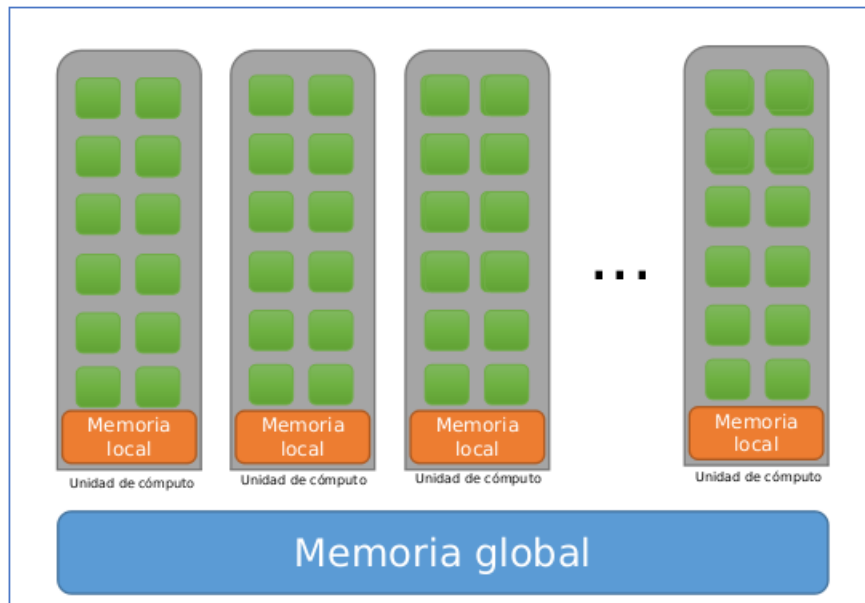 Memoria
local
Memoria
local
Memoria
local
Memoria
local
Unidad de cómputo
Unidad de cómputo
Unidad de cómputo
Unidad de cómputo
...
Memoria global